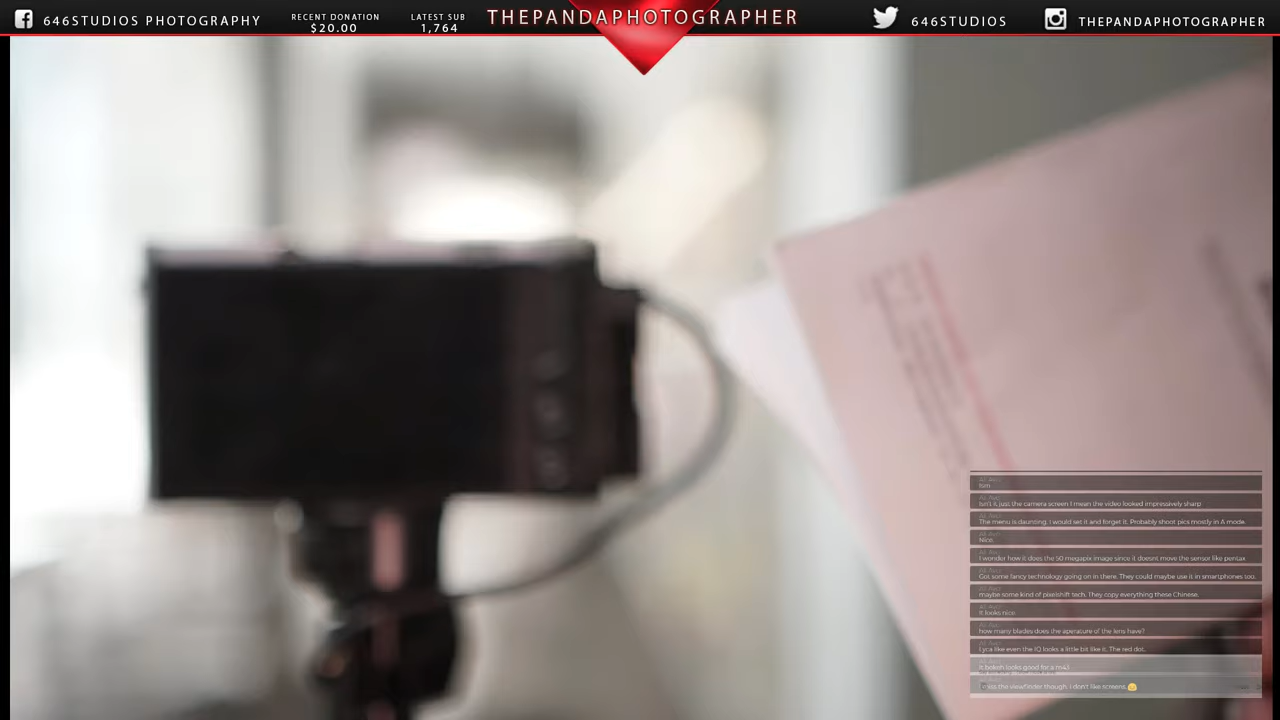 646STUDIOS PHOTOGRAPHY
RECENT DONATION
$20.00
LATEST SUB
1,764
THEPANDAPHOTOGRAPHER
646STUDIOS
THEPANDAPHOTOGRAPHER
Isn't it just the camera screen I mean the video looked impressively sharp
The menu is daunting. I would set it and forget it. Probably shoot pics mostly in A mode.
Nice
I wonder how it does the 50 megapix image since it doesnt move the sensor like pentax
Got some fancy technology going on in there. They could maybe use it in smartphones too.
maybe some kind of pixelshift tech. They copy everything these Chinese.
It looks nice
how many blades does the aperature of the lens have?
like even the IQ looks a little bit like it. The red dot.
bokeh looks good for a m43
the viewfinder though. I don't like screens. 😄